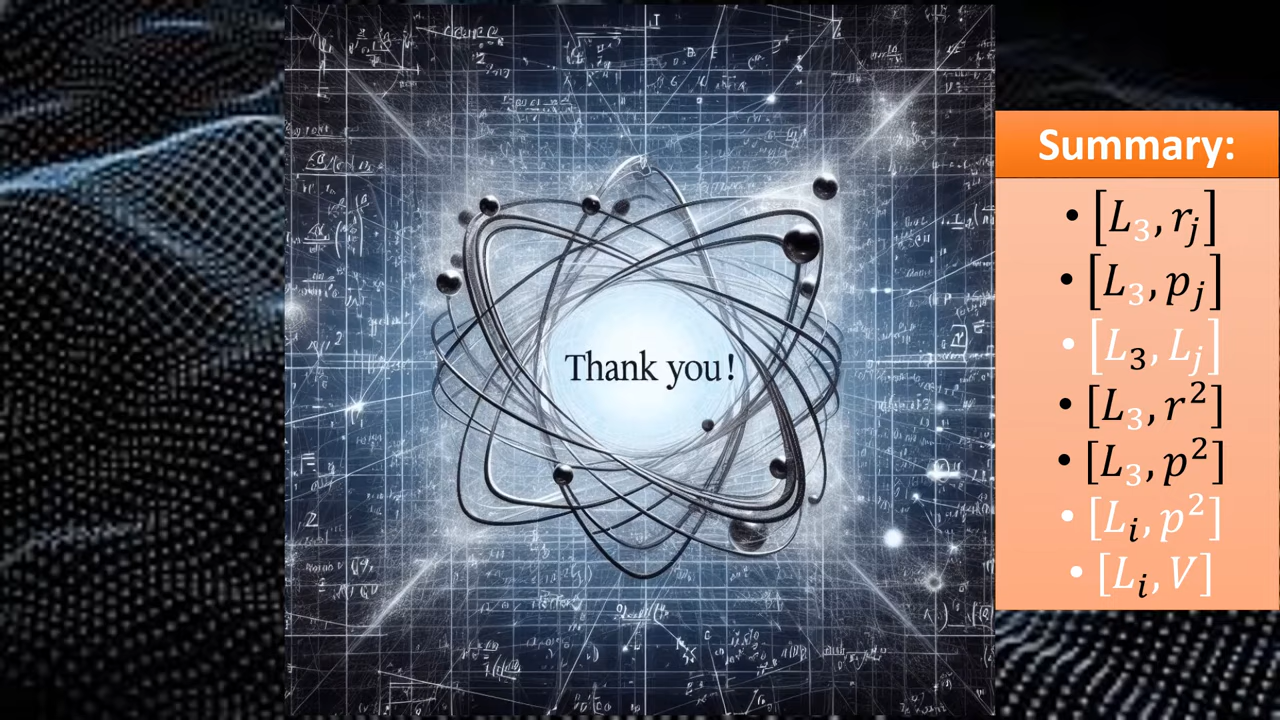 Thank you!
Summary:
• [L₃, rⱼ]
• [L₃, pⱼ]
• [L₃, Lⱼ]
• [L₃, r²]
• [L₃, p²]
• [Lᵢ, p²]
• [Lᵢ, V]